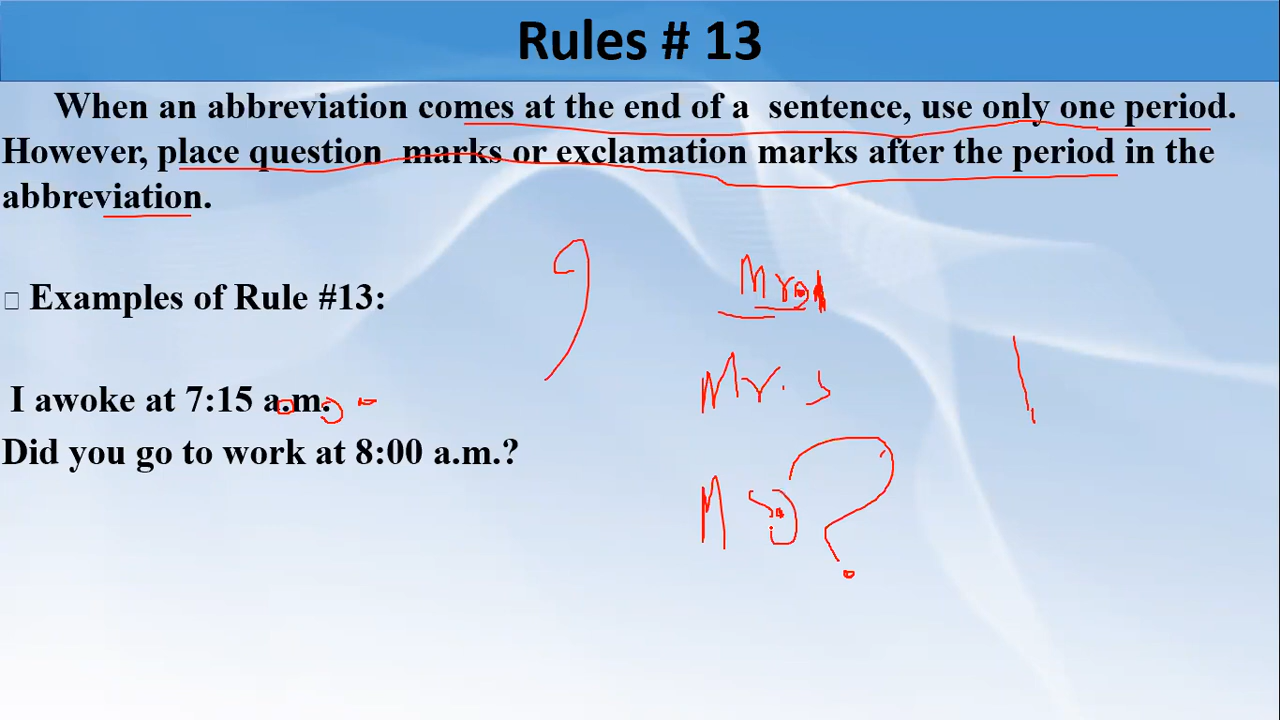 Rules # 13
When an abbreviation comes at the end of a sentence, use only one period.
However, place question marks or exclamation marks after the period in the
abbreviation.
Examples of Rule #13:
Mr.
I awoke at 7:15 a.m.
Mr. s
Did you go to work at 8:00 a.m.?
M s. ?